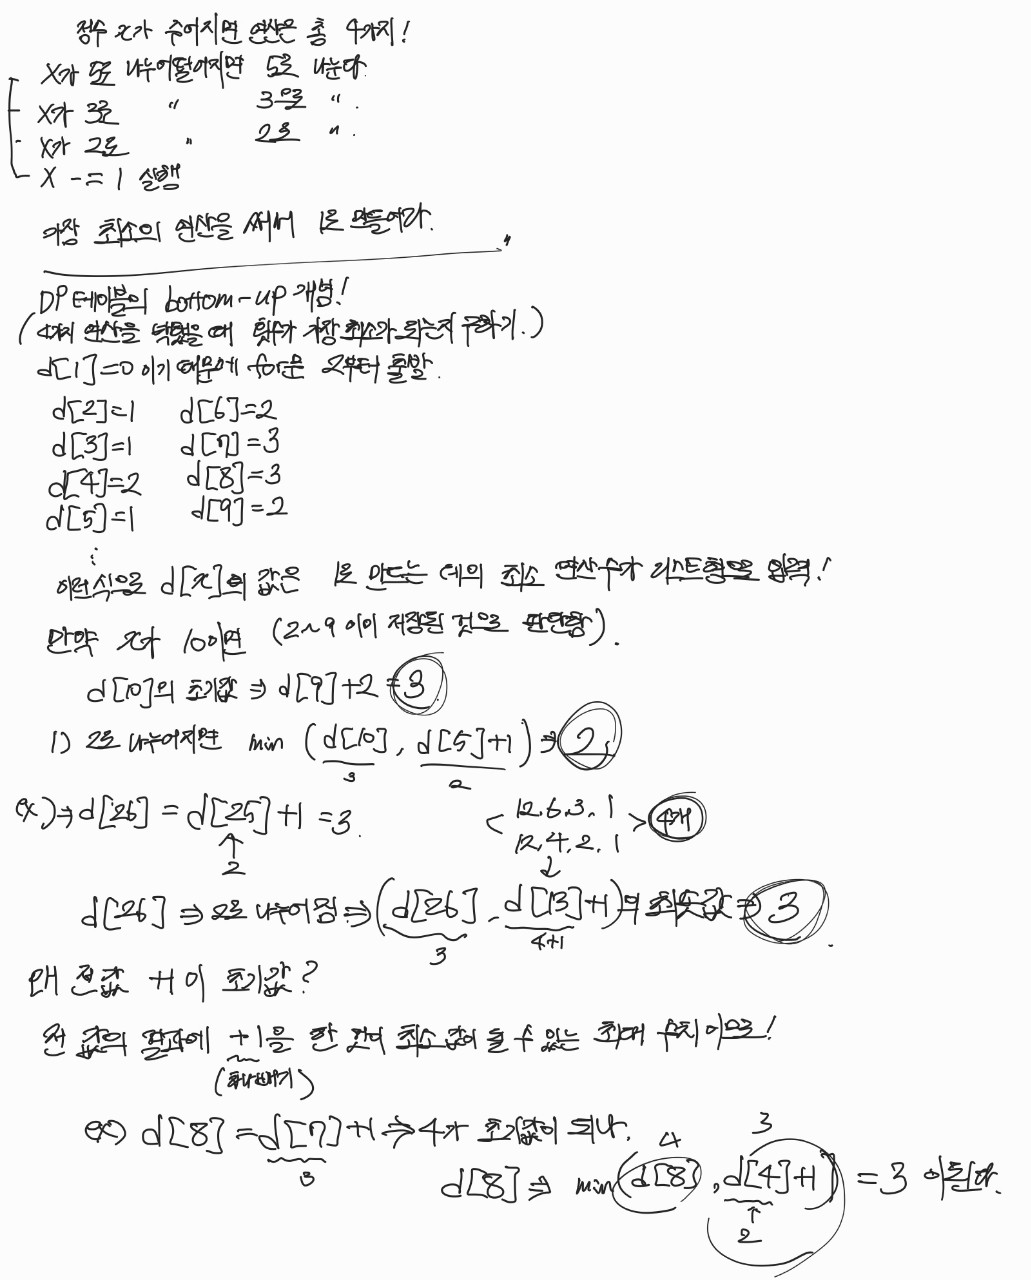 정수 x가 주어지면 연산은 총 4가지!
X가 5로 나누어떨어지면 5로 나눈다.
X가 3로 〃 3으로 〃.
X가 2로 〃 2로 〃.
X -= 1 실행
가장 최소의 연산을 써서 1로 만들어라.
〃
DP테이블의 bottom-up 개념!
(4가지 연산을 했을 때 횟수가 가장 최소가 되는지 구하기.)
d[1]=0 이기 때문에 for문 2부터 출발.
d[2]=1 d[6]=2
d[3]=1 d[7]=3
d[4]=2 d[8]=3
d[5]=1 d[9]=2
⋮
이런식으로 d[x]의 값은 1로 만드는 데의 최소 연산수가 리스트형으로 입력!
만약 x가 10이면 (2~9 이미 저장된 것으로 판단함).
d[10]의 초기값 ⇒ d[9]+2 = 3
1) 2로 나누어지면 min (d[10], d[5]+1) ⇒ 2,
3 2
ex) ⇒ d[26] = d[25]+1 = 3.
↑
2
< 12, 6, 3, 1 > 4개
12, 4, 2, 1
↓
d[26] ⇒ 2로 나누어짐 ⇒ (d[26], d[13]+1)의 최솟값 ⇒ 3.
3 4+1
왜 전값 +1이 초기값?
전 값의 결과에 +1을 한 값이 최소값이 될 수 있는 최대 수치 이므로!
(하나빼기)
ex) d[8] = d[7]+1 ⇒ 4가 초기값이 되나.
3
4 3
d[8] ⇒ min(d[8], d[4]+1) = 3 이된다.
↑
2